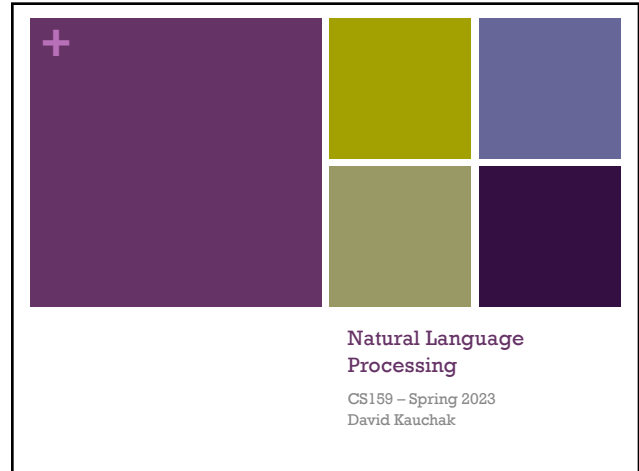 +
Natural Language
Processing
CS159 – Spring 2023
David Kauchak